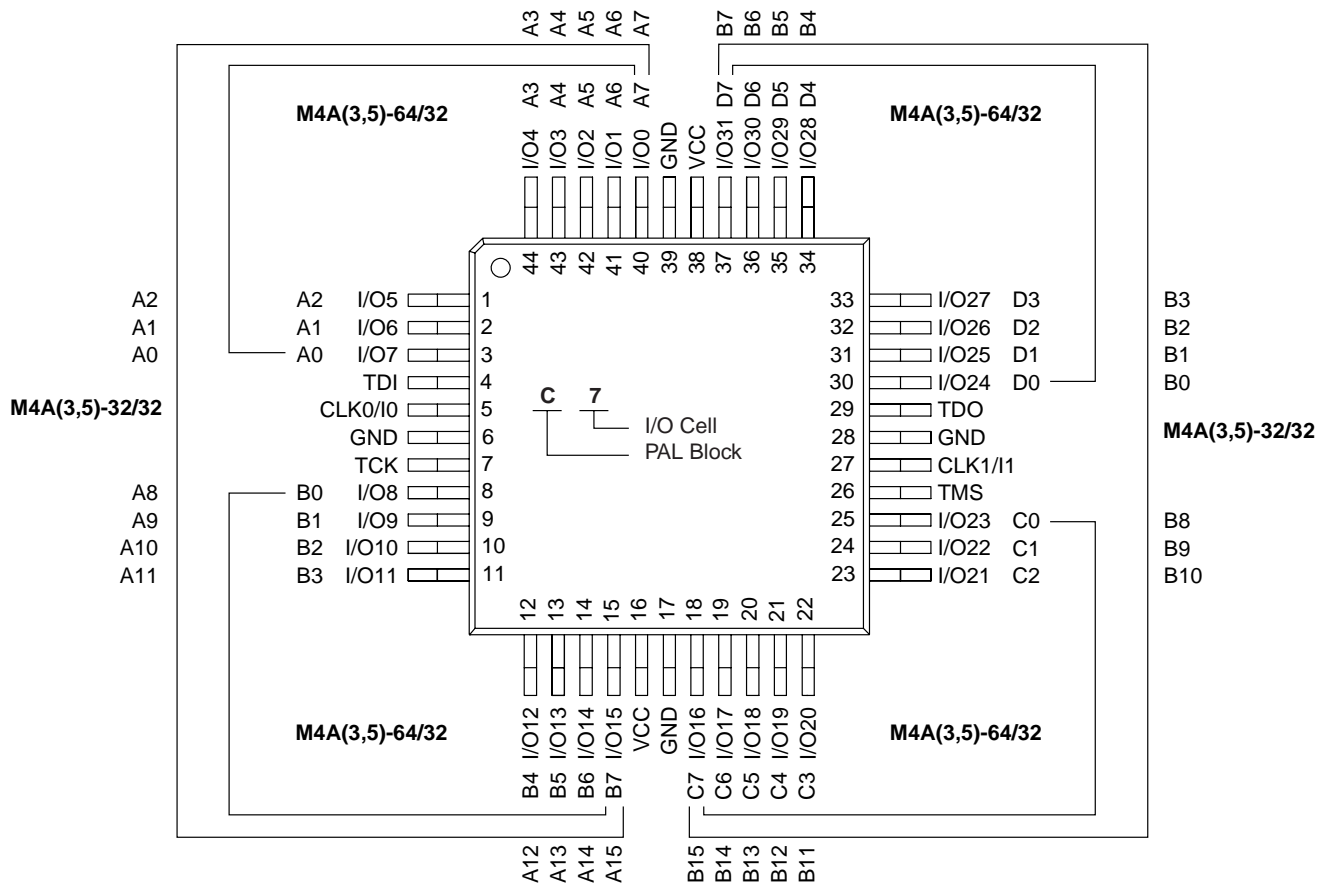 A3 A4 A5 A6 A7 B7 B6 B5 B4
A3 A4 A5 A6 A7 D7 D6 D5 D4
M4A(3,5)-64/32 M4A(3,5)-64/32
I/O4 I/O3 I/O2 I/O1 I/O0 GND VCC I/O31 I/O30 I/O29 I/O28
44 43 42 41 40 39 38 37 36 35 34
A2 A2 I/O5 1 33 I/O27 D3 B3
A1 A1 I/O6 2 32 I/O26 D2 B2
A0 A0 I/O7 3 31 I/O25 D1 B1
TDI 4 30 I/O24 D0 B0
M4A(3,5)-32/32 CLK0/I0 5 C 7 29 TDO
I/O Cell
GND 6 28 GND M4A(3,5)-32/32
PAL Block
TCK 7 27 CLK1/I1
A8 B0 I/O8 8 26 TMS
A9 B1 I/O9 9 25 I/O23 C0 B8
A10 B2 I/O10 10 24 I/O22 C1 B9
A11 B3 I/O11 11 23 I/O21 C2 B10
12 13 14 15 16 17 18 19 20 21 22
I/O12 I/O13 I/O14 I/O15 VCC GND I/O16 I/O17 I/O18 I/O19 I/O20
M4A(3,5)-64/32 M4A(3,5)-64/32
B4 B5 B6 B7 C7 C6 C5 C4 C3
A12 A13 A14 A15 B15 B14 B13 B12 B11